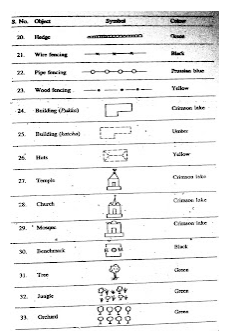 S. No. Object Symbol Colour
20. Hedge Green
21. Wire fencing Black
22. Pipe fencing Prussian blue
23. Wood fencing Yellow
24. Building (Pukka) Crimson lake
25. Building (katcha) Umber
26. Huts Yellow
27. Temple Crimson lake
28. Church Crimson lake
29. Mosque Crimson lake
30. Benchmark B.M. Black
31. Tree Green
32. Jungle Green
33. Orchard Green